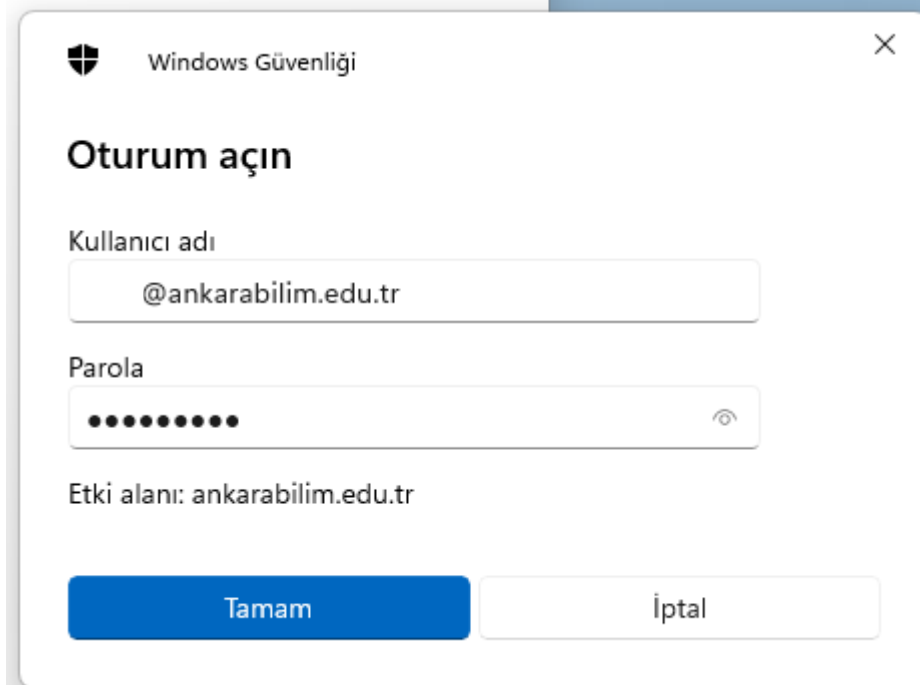 Windows Güvenliği
Oturum açın
Kullanıcı adı
@ankarabilim.edu.tr
Parola
●●●●●●●●●
Etki alanı: ankarabilim.edu.tr
Tamam
İptal